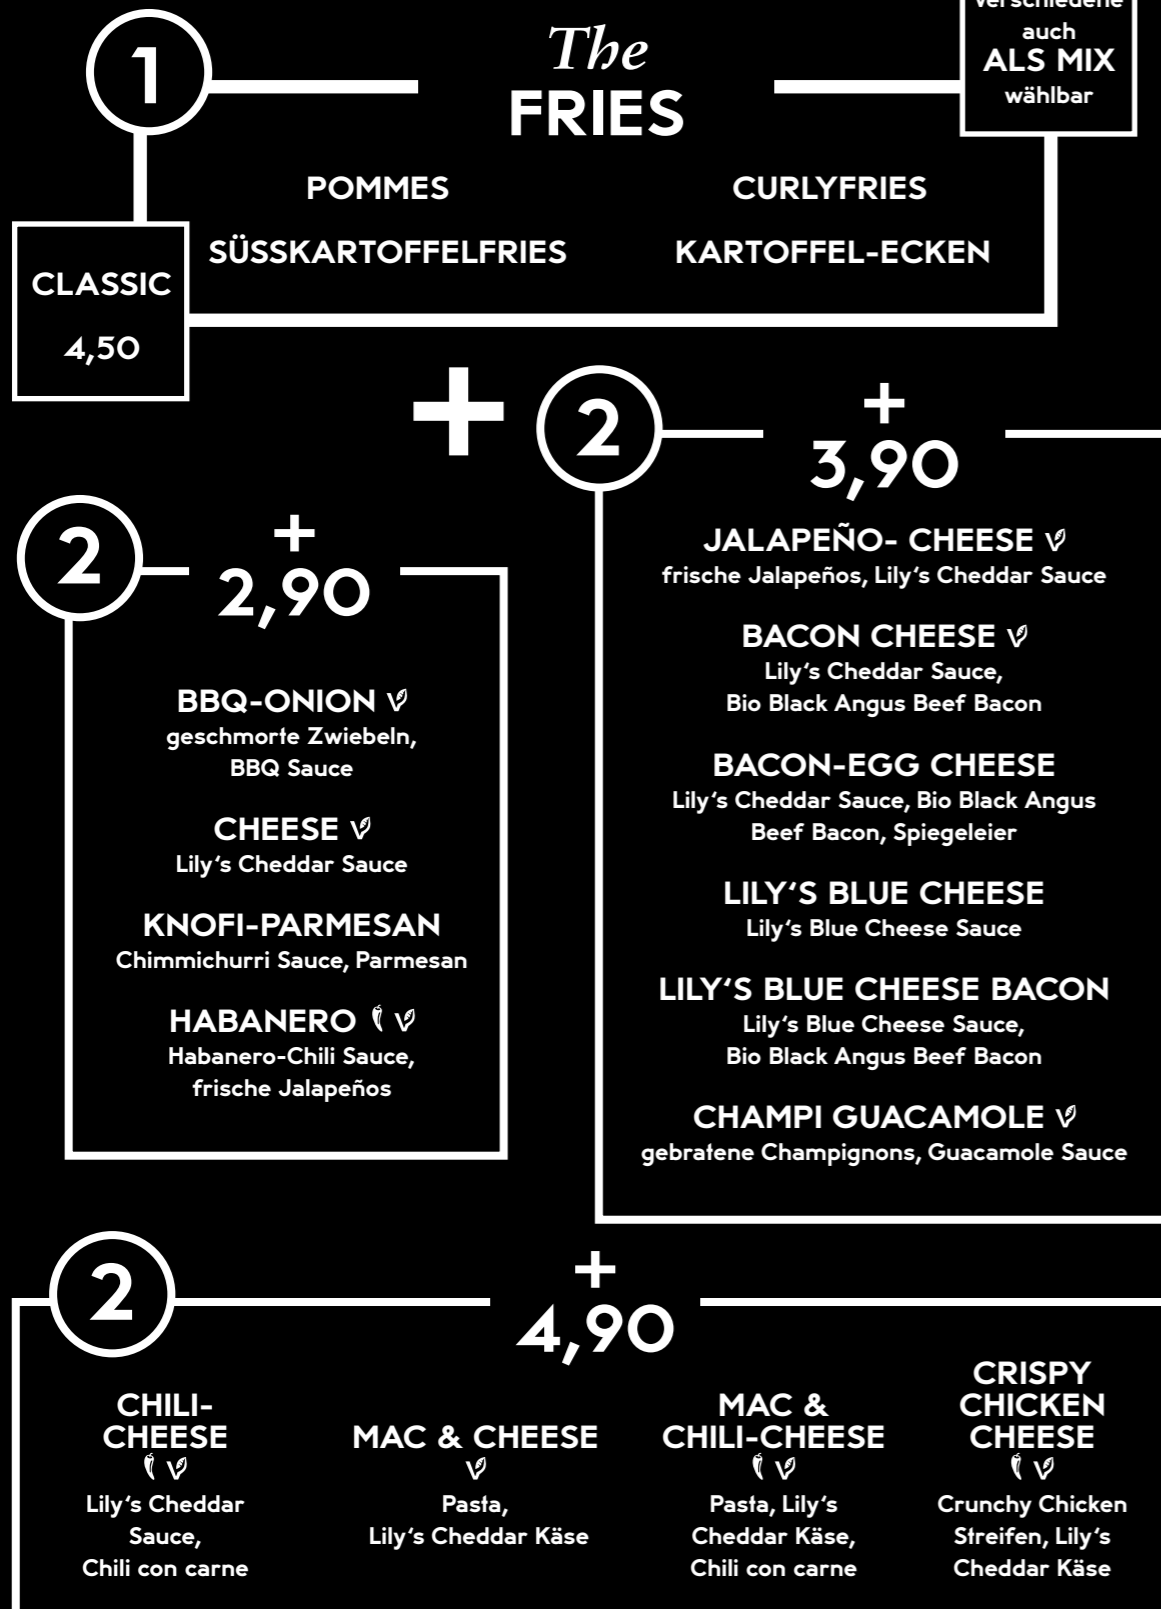 1
The
FRIES
Verschiedene
auch
ALS MIX
wählbar
POMMES
CURLYFRIES
SÜSSKARTOFFELFRIES
KARTOFFEL-ECKEN
CLASSIC
4,50
+
2
+
2,90
BBQ-ONION
geschmorte Zwiebeln,
BBQ Sauce
CHEESE
Lily‘s Cheddar Sauce
KNOFI-PARMESAN
Chimmichurri Sauce, Parmesan
HABANERO
Habanero-Chili Sauce,
frische Jalapeños
2
+
3,90
JALAPEÑO- CHEESE
frische Jalapeños, Lily‘s Cheddar Sauce
BACON CHEESE
Lily‘s Cheddar Sauce,
Bio Black Angus Beef Bacon
BACON-EGG CHEESE
Lily‘s Cheddar Sauce, Bio Black Angus
Beef Bacon, Spiegeleier
LILY‘S BLUE CHEESE
Lily‘s Blue Cheese Sauce
LILY‘S BLUE CHEESE BACON
Lily‘s Blue Cheese Sauce,
Bio Black Angus Beef Bacon
CHAMPI GUACAMOLE
gebratene Champignons, Guacamole Sauce
2
+
4,90
CHILI-
CHEESE
Lily‘s Cheddar
Sauce,
Chili con carne
MAC & CHEESE
Pasta,
Lily‘s Cheddar Käse
MAC &
CHILI-CHEESE
Pasta, Lily‘s
Cheddar Käse,
Chili con carne
CRISPY
CHICKEN
CHEESE
Crunchy Chicken
Streifen, Lily‘s
Cheddar Käse